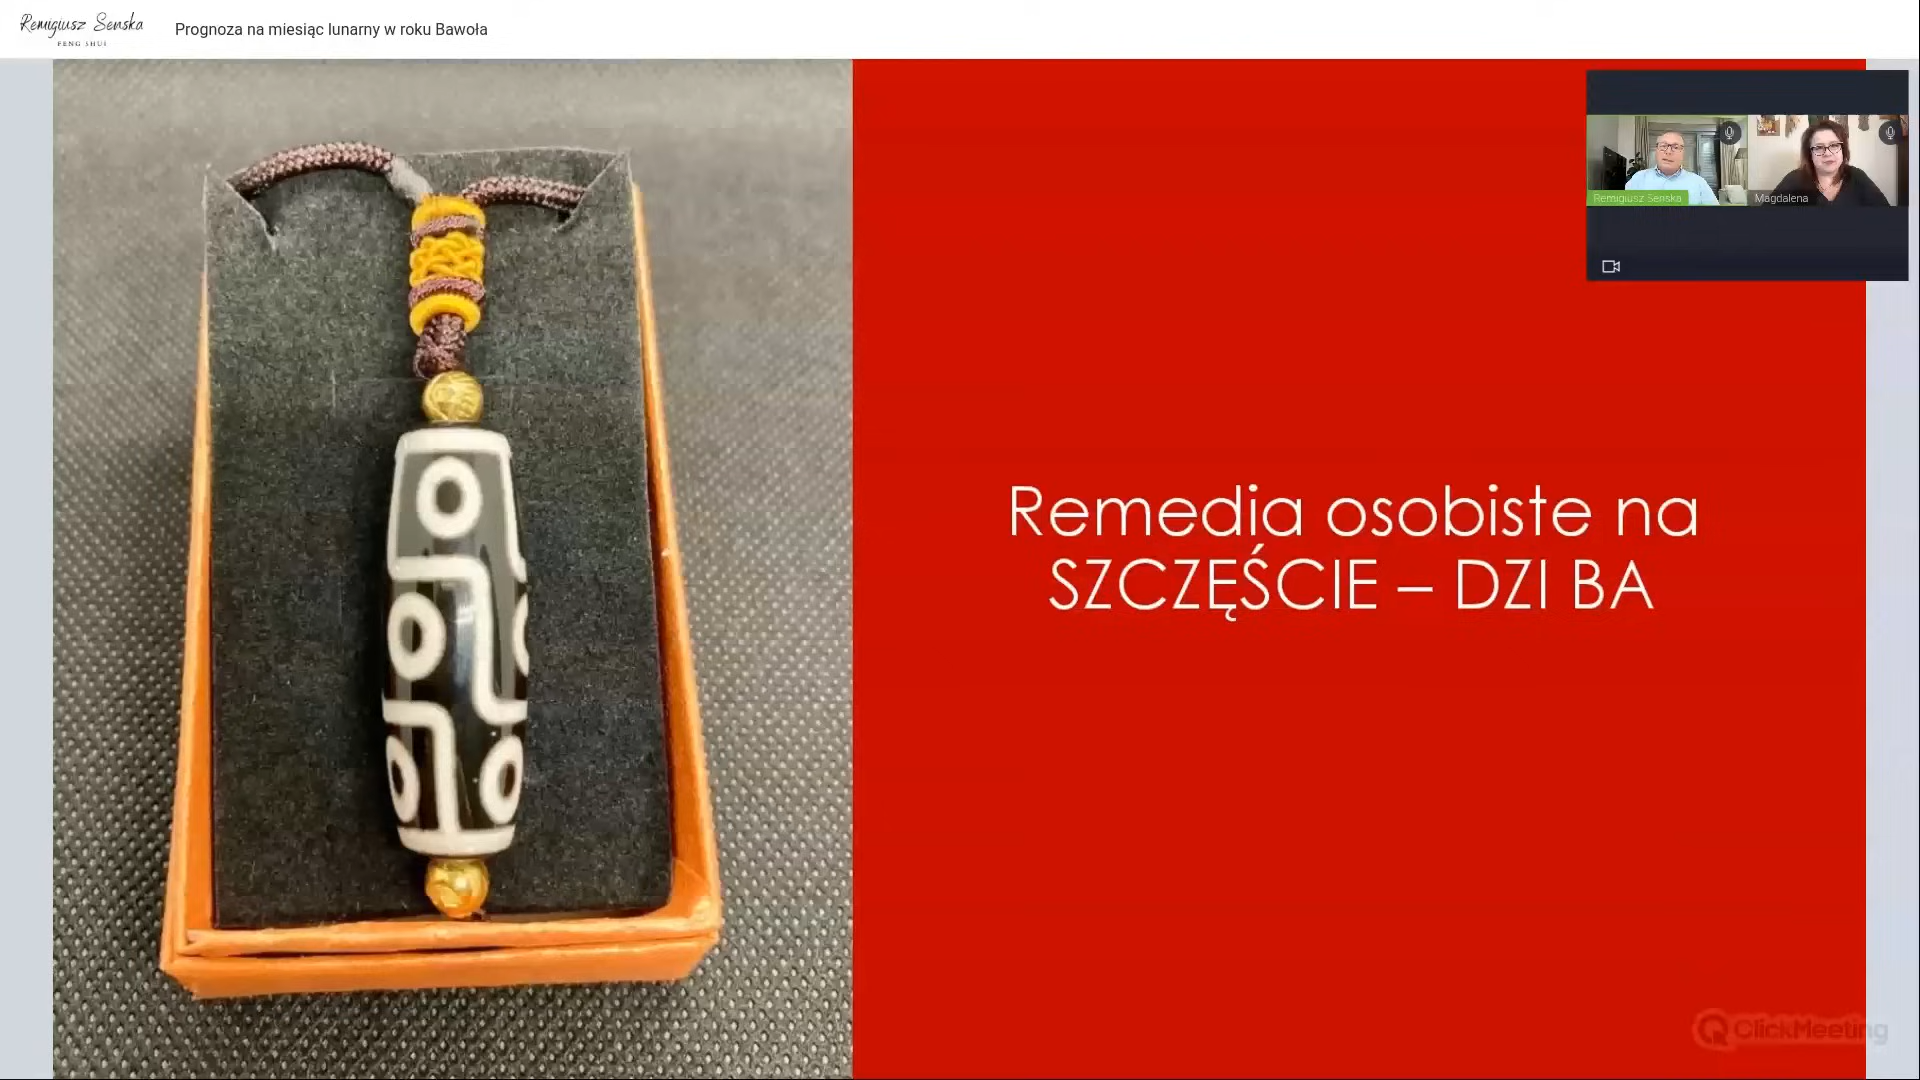 Remigiusz Senska
FENG SHUI
Prognoza na miesiąc lunarny w roku Bawoła
Remigiusz Senska
Magdalena
Remedia osobiste na
SZCZĘŚCIE – DZI BA
ClickMeeting